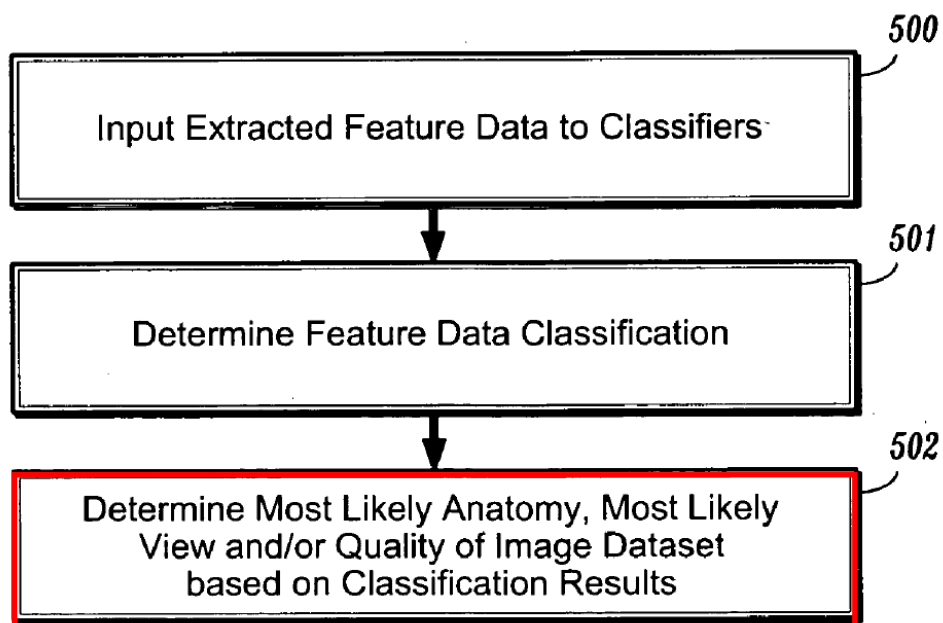 500
Input Extracted Feature Data to Classifiers
501
Determine Feature Data Classification
502
Determine Most Likely Anatomy, Most Likely
View and/or Quality of Image Dataset
based on Classification Results